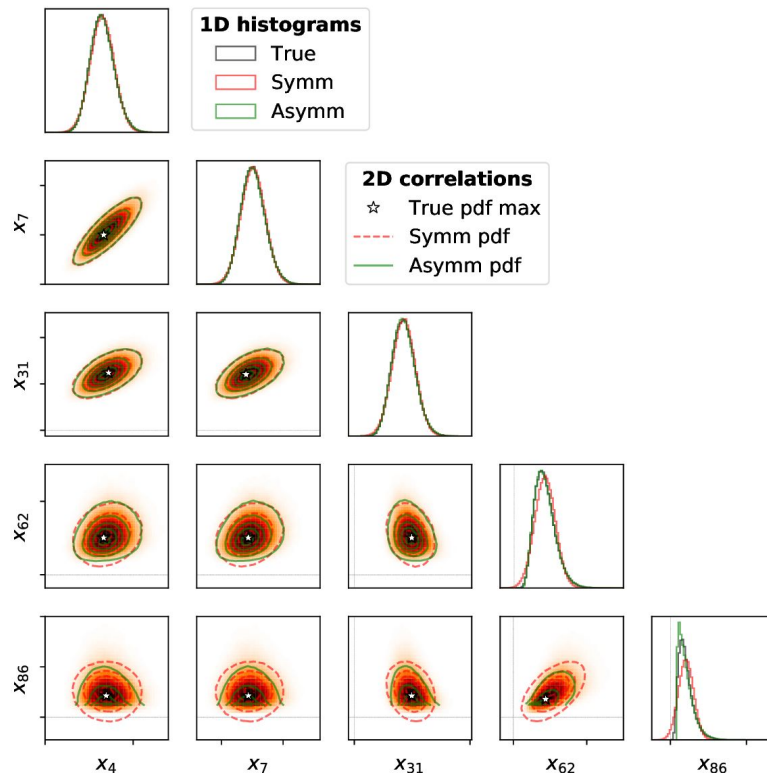 1D histograms
True
Symm
Asymm
2D correlations
True pdf max
Symm pdf
Asymm pdf
x₇
x₃₁
x₆₂
x₈₆
x₄
x₇
x₃₁
x₆₂
x₈₆